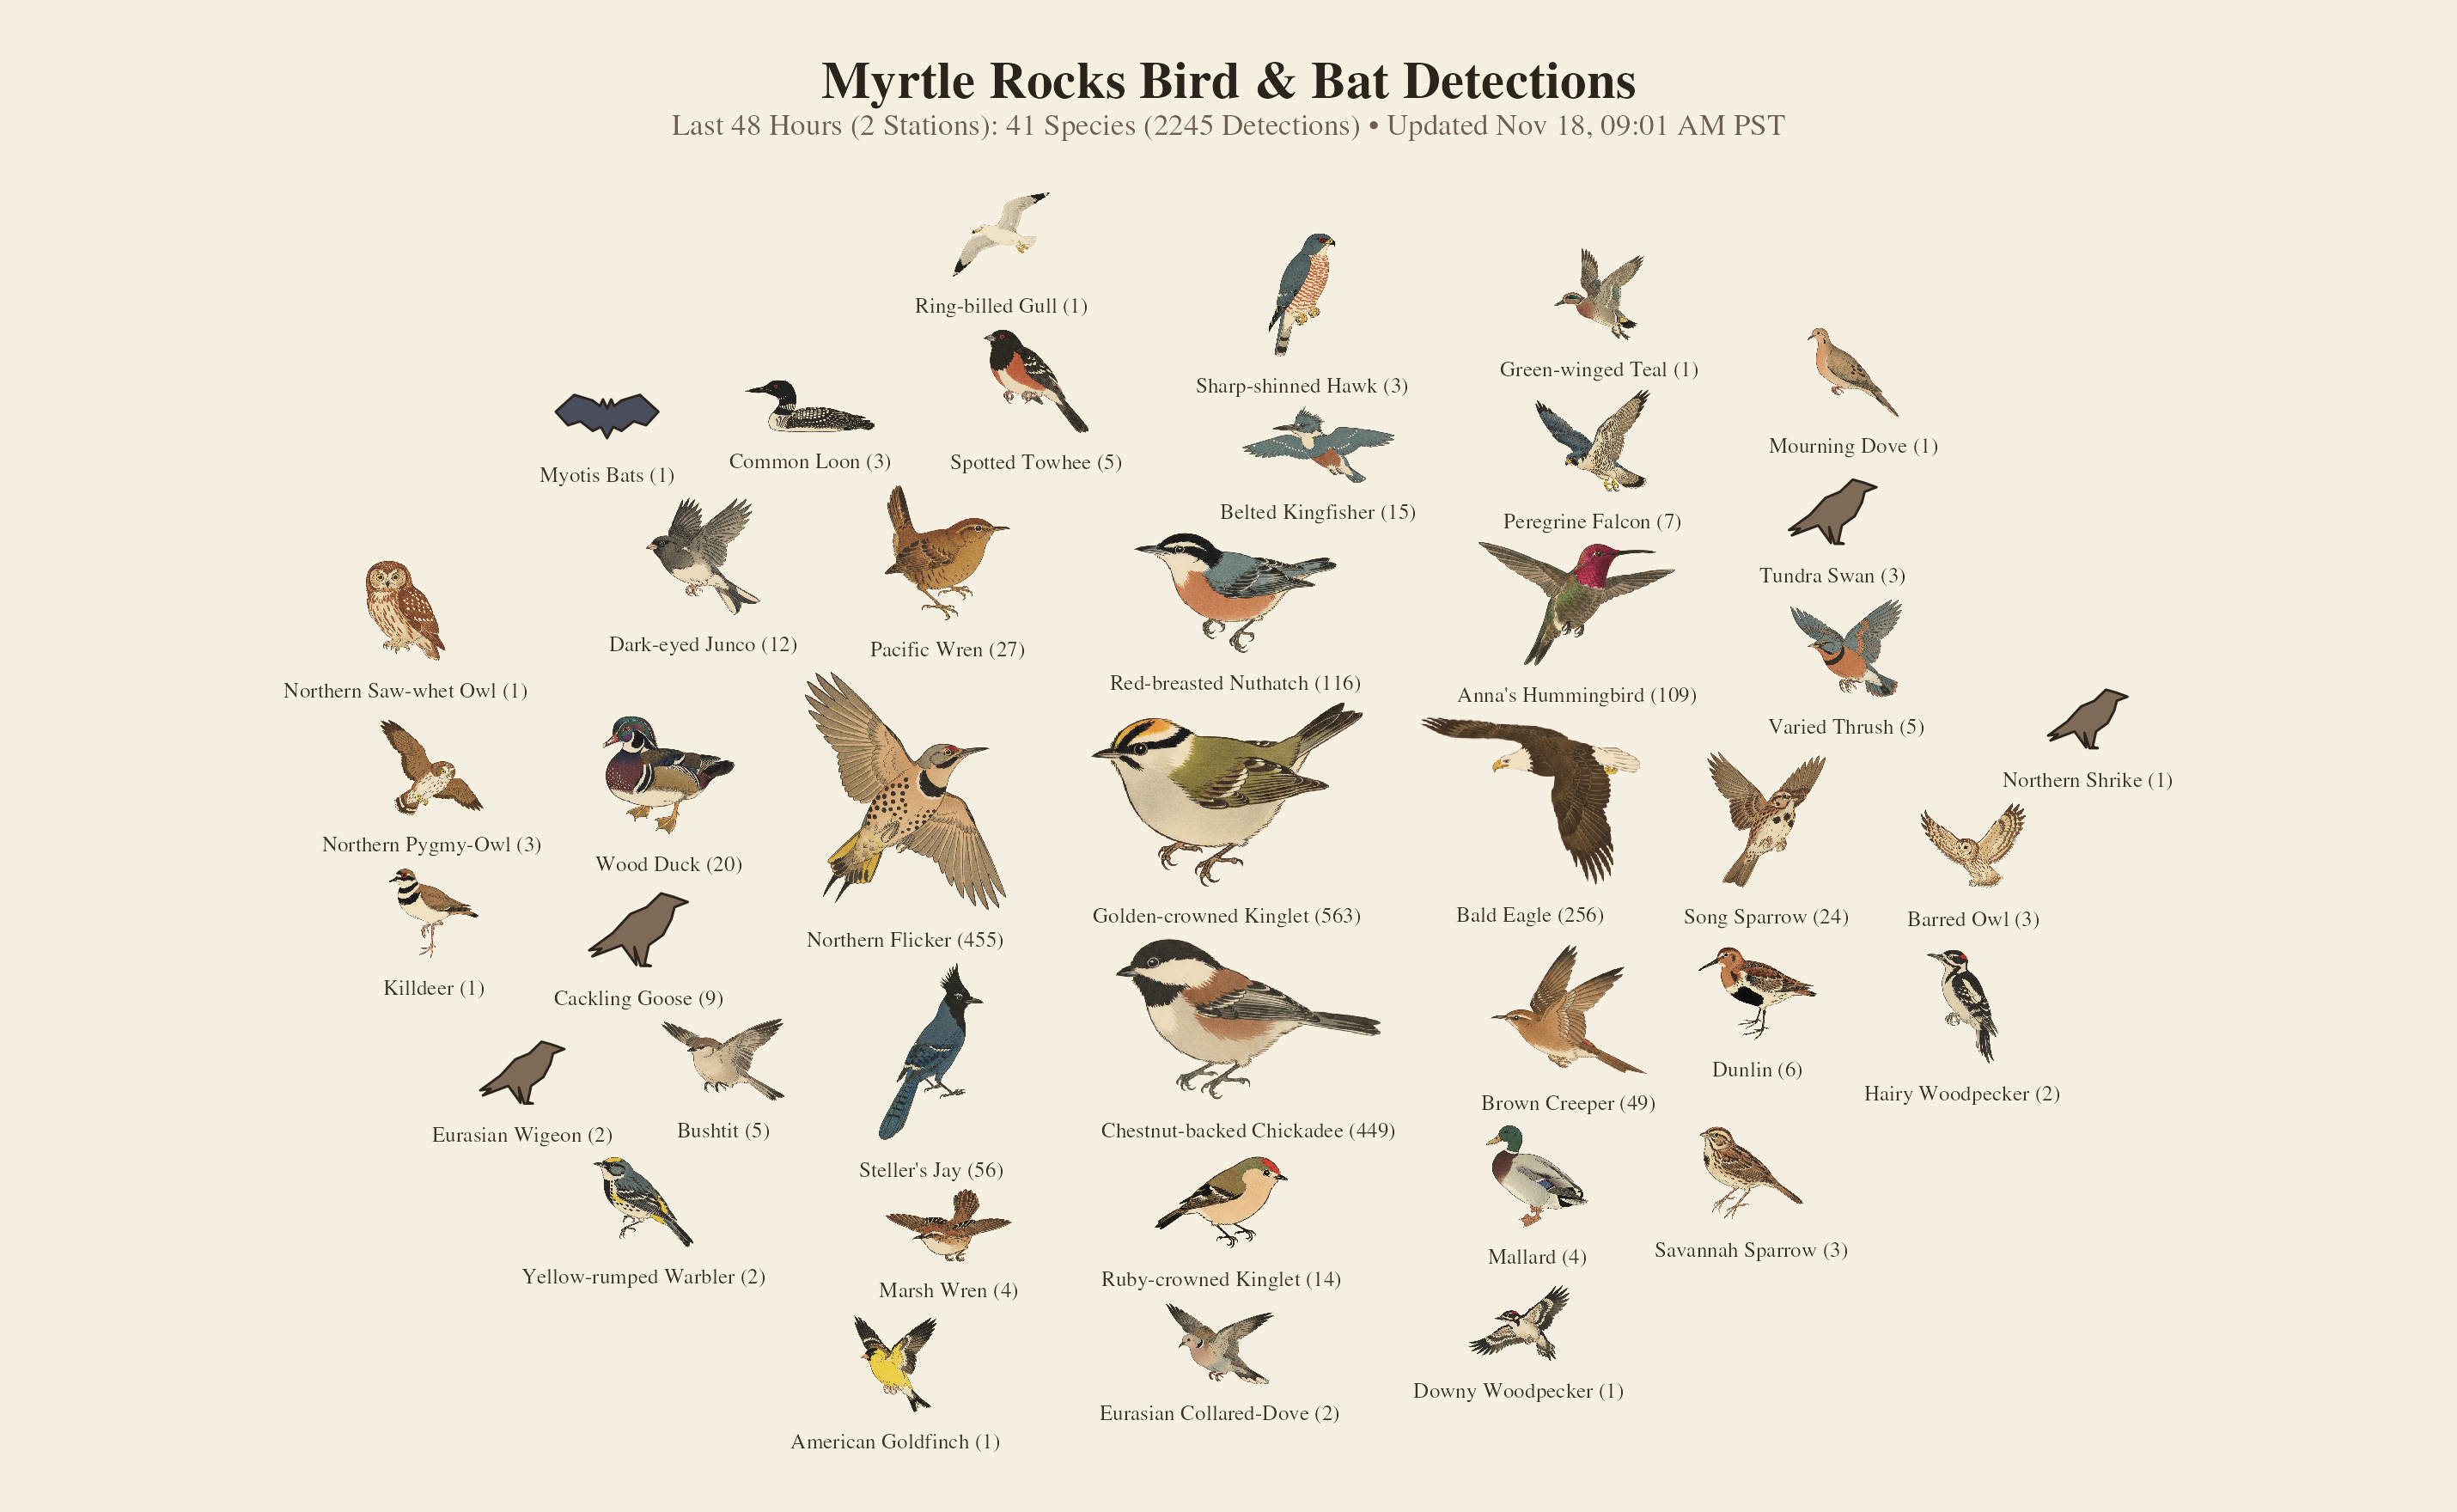 Myrtle Rocks Bird & Bat Detections
Last 48 Hours (2 Stations): 41 Species (2245 Detections) • Updated Nov 18, 09:01 AM PST
Ring-billed Gull (1)
Green-winged Teal (1)
Sharp-shinned Hawk (3)
Mourning Dove (1)
Common Loon (3)
Spotted Towhee (5)
Myotis Bats (1)
Belted Kingfisher (15)
Peregrine Falcon (7)
Tundra Swan (3)
Dark-eyed Junco (12)
Pacific Wren (27)
Red-breasted Nuthatch (116)
Northern Saw-whet Owl (1)
Anna's Hummingbird (109)
Varied Thrush (5)
Northern Shrike (1)
Northern Pygmy-Owl (3)
Wood Duck (20)
Golden-crowned Kinglet (563)
Bald Eagle (256)
Song Sparrow (24)
Barred Owl (3)
Northern Flicker (455)
Killdeer (1)
Cackling Goose (9)
Dunlin (6)
Hairy Woodpecker (2)
Brown Creeper (49)
Eurasian Wigeon (2)
Bushtit (5)
Chestnut-backed Chickadee (449)
Steller's Jay (56)
Savannah Sparrow (3)
Mallard (4)
Yellow-rumped Warbler (2)
Ruby-crowned Kinglet (14)
Marsh Wren (4)
Downy Woodpecker (1)
Eurasian Collared-Dove (2)
American Goldfinch (1)